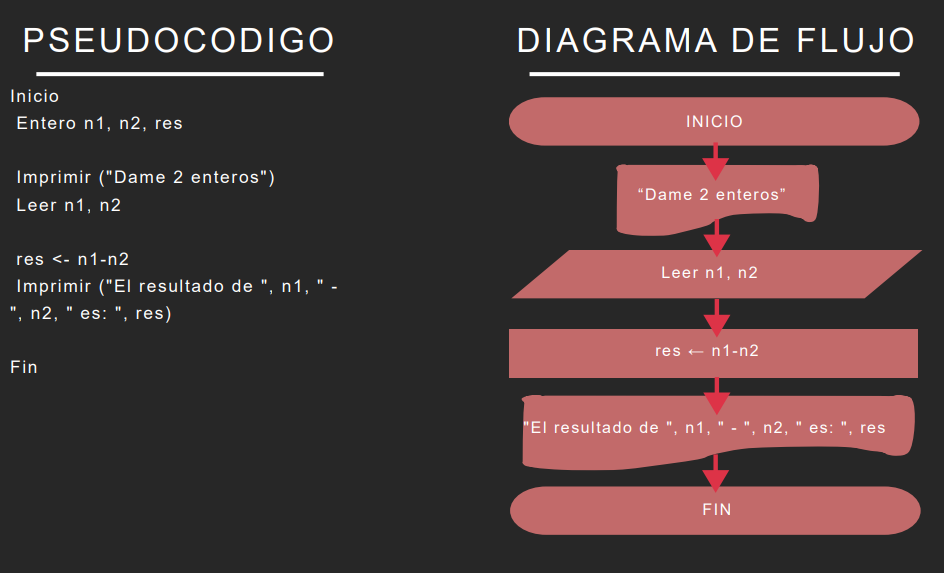 PSEUDOCODIGO
Inicio
Entero n1, n2, res
Imprimir ("Dame 2 enteros")
Leer n1, n2
res <- n1-n2
Imprimir ("El resultado de ", n1, " -
", n2, " es: ", res)
Fin
DIAGRAMA DE FLUJO
INICIO
“Dame 2 enteros”
Leer n1, n2
res ← n1-n2
"El resultado de ", n1, " - ", n2, " es: ", res
FIN